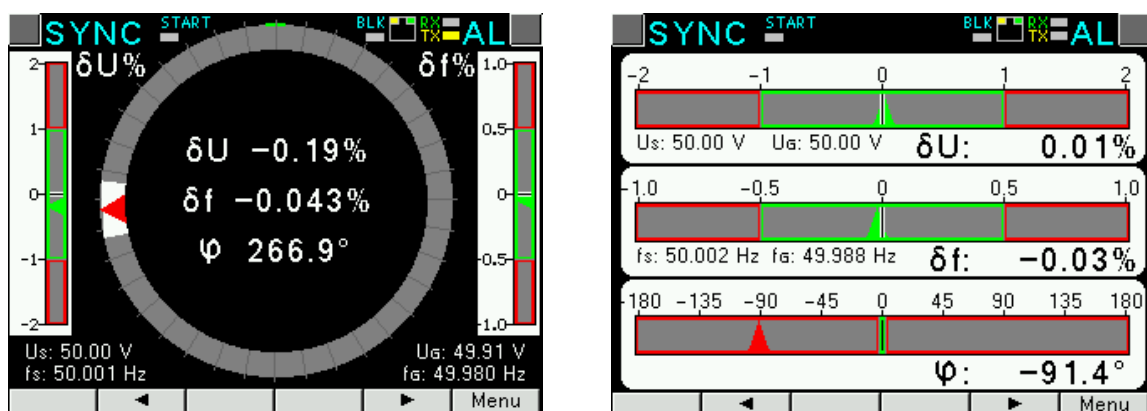 SYNC START BLK RX TX AL
δU% δf%
2 1.0
1 0.5
δU −0.19%
0 0
δf −0.043%
φ 266.9°
−1 −0.5
−2 −1.0
Us: 50.00 V UG: 49.91 V
fs: 50.001 Hz fG: 49.980 Hz
Menu
SYNC START BLK RX TX AL
−2 −1 0 1 2
Us: 50.00 V UG: 50.00 V δU: 0.01%
−1.0 −0.5 0 0.5 1.0
fs: 50.002 Hz fG: 49.988 Hz δf: −0.03%
−180 −135 −90 −45 0 45 90 135 180
φ: −91.4°
Menu